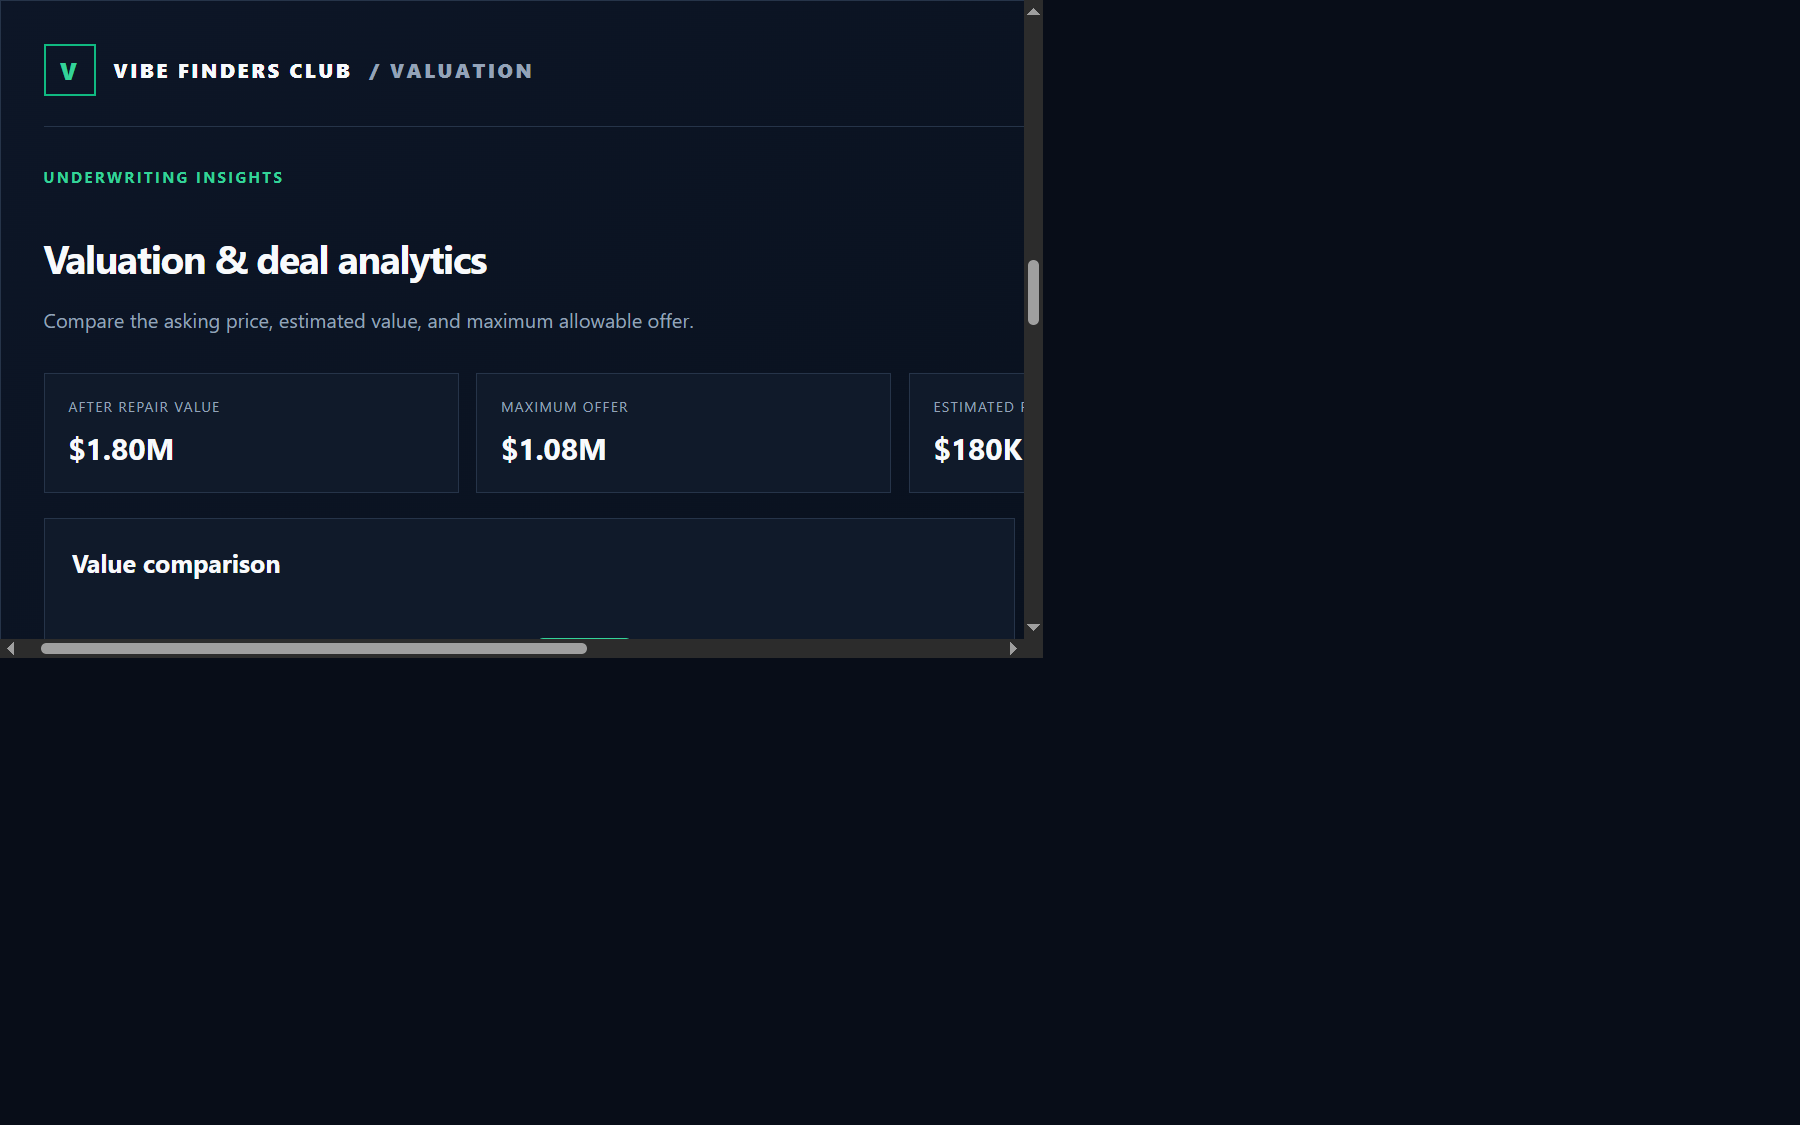 V
VIBE FINDERS CLUB / VALUATION
UNDERWRITING INSIGHTS
Valuation & deal analytics
Compare the asking price, estimated value, and maximum allowable offer.
AFTER REPAIR VALUE
$1.80M
MAXIMUM OFFER
$1.08M
ESTIMATED
$180K
Value comparison